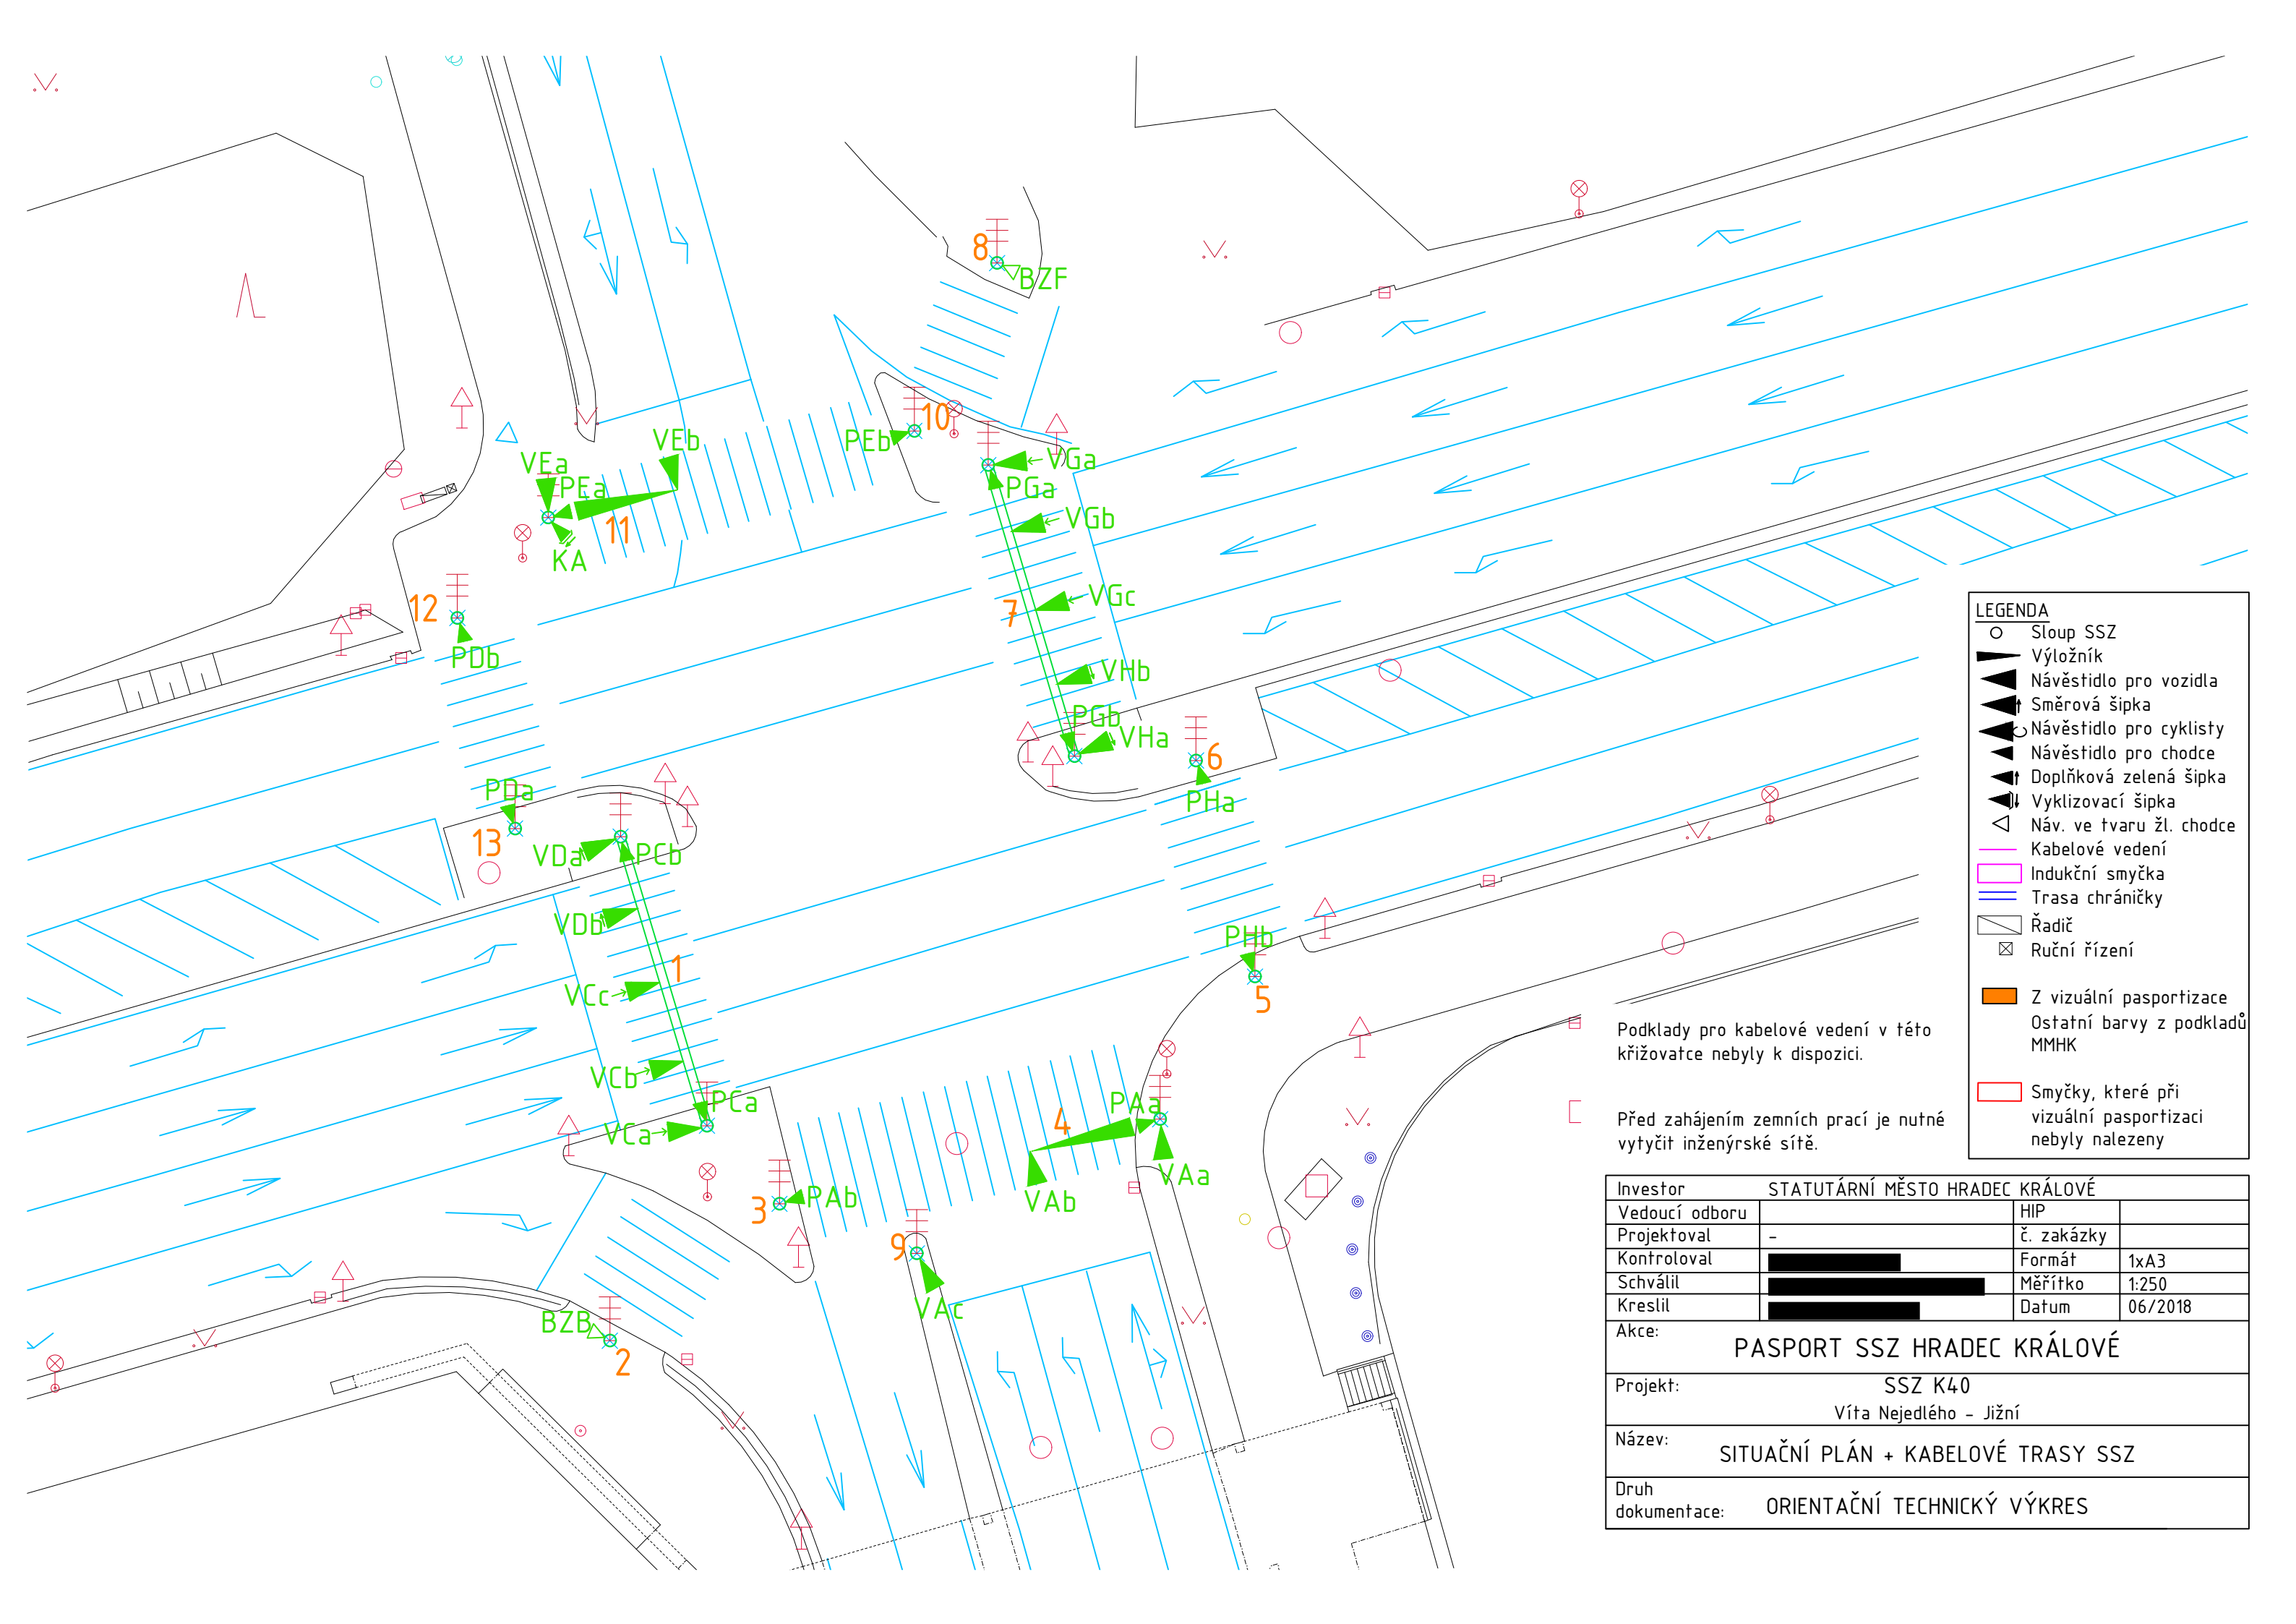 8
BZF
10
PEb
VEb
VEa
PEa
11
KA
VGa
PGa
VGb
VGc
7
VHb
PGb
VHa
6
PHa
12
PDb
PDa
13
VDa
PCb
VDb
1
VCc
VCb
PCa
VCa
PHb
5
PAa
4
VAa
VAb
3
PAb
9
VAc
BZB
2
LEGENDA
Sloup SSZ
Výložník
Návěstidlo pro vozidla
Směrová šipka
Návěstidlo pro cyklisty
Návěstidlo pro chodce
Doplňková zelená šipka
Vyklizovací šipka
Náv. ve tvaru žl. chodce
Kabelové vedení
Indukční smyčka
Trasa chráničky
Řadič
Ruční řízení
Z vizuální pasportizace
Ostatní barvy z podkladů
MMHK
Smyčky, které při
vizuální pasportizaci
nebyly nalezeny
Podklady pro kabelové vedení v této
křižovatce nebyly k dispozici.
Před zahájením zemních prací je nutné
vytyčit inženýrské sítě.
Investor STATUTÁRNÍ MĚSTO HRADEC KRÁLOVÉ
Vedoucí odboru HIP
Projektoval - č. zakázky
Kontroloval Formát 1xA3
Schválil Měřítko 1:250
Kreslil Datum 06/2018
Akce:
PASPORT SSZ HRADEC KRÁLOVÉ
Projekt: SSZ K40
Víta Nejedlého - Jižní
Název:
SITUAČNÍ PLÁN + KABELOVÉ TRASY SSZ
Druh
dokumentace: ORIENTAČNÍ TECHNICKÝ VÝKRES